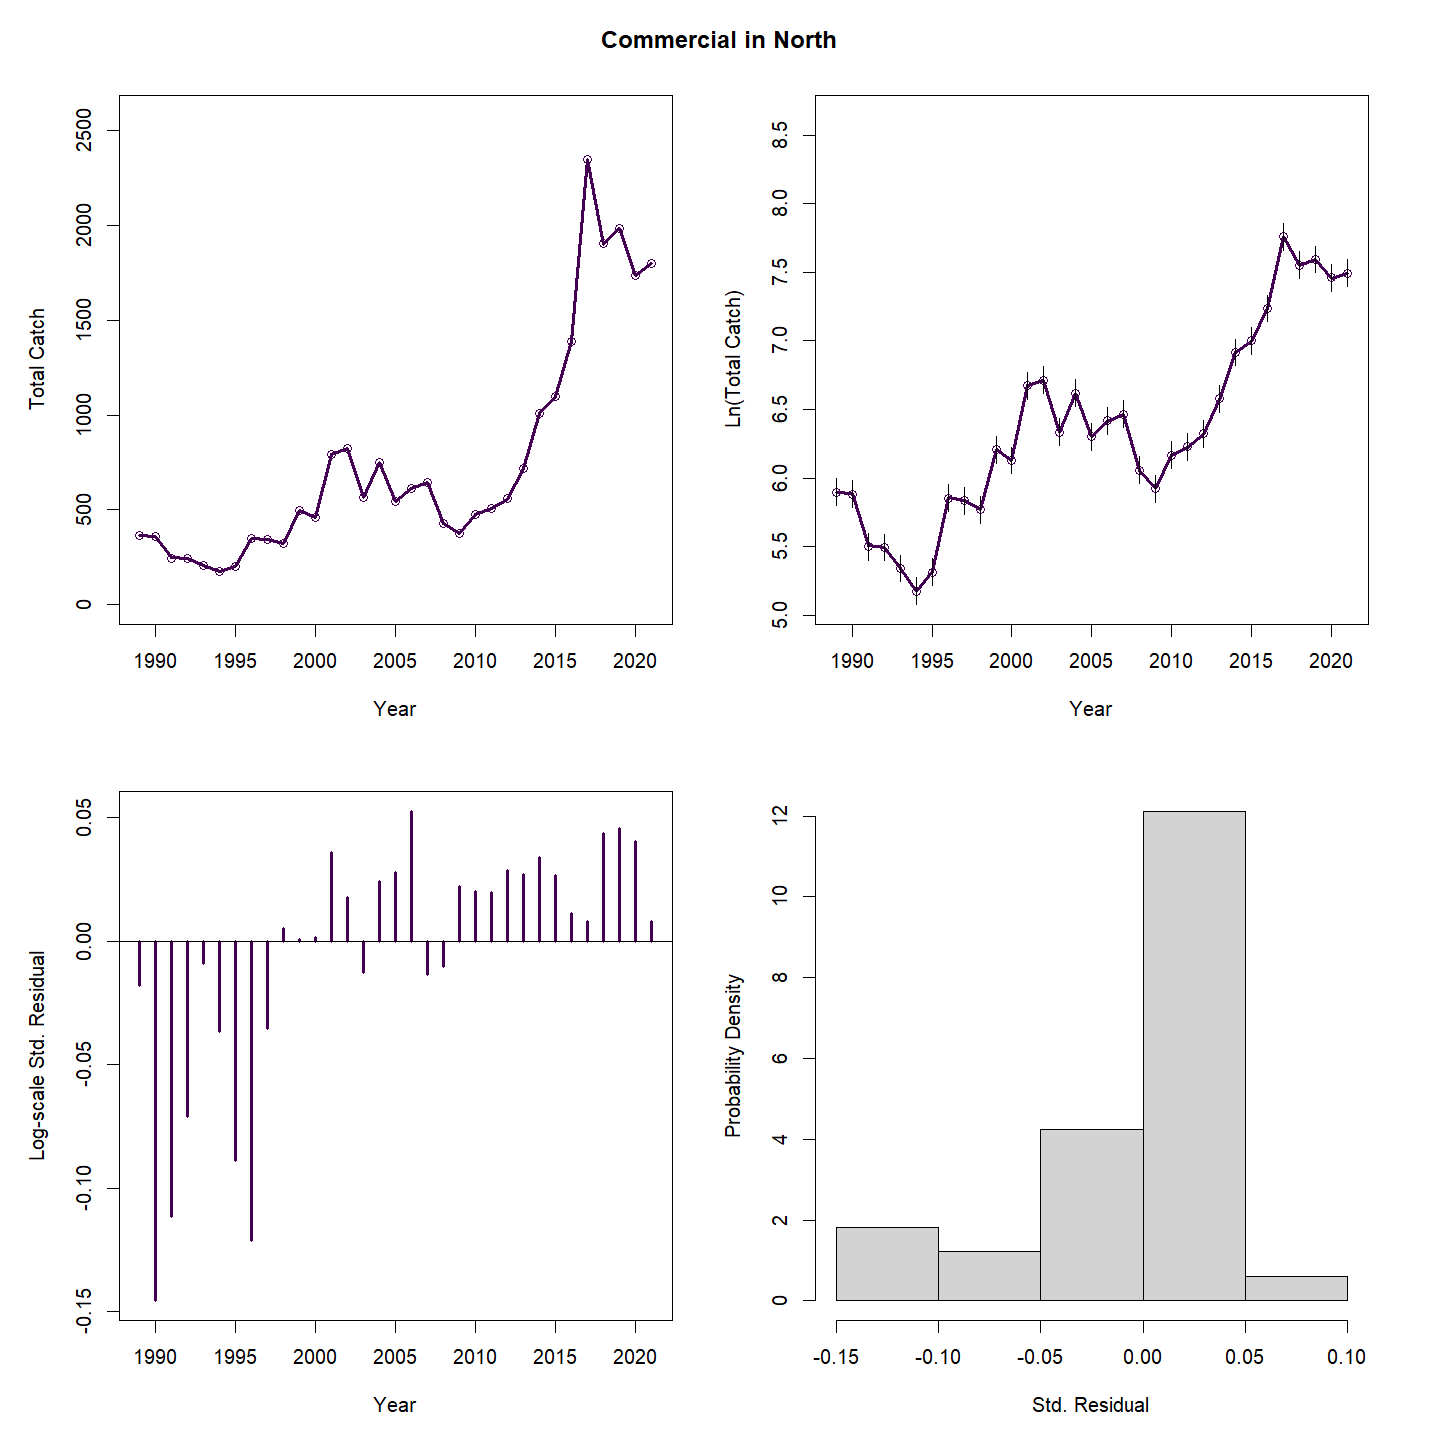 Commercial in North
Total Catch
2500
2000
1500
1000
500
0
1990 1995 2000 2005 2010 2015 2020
Year
Ln(Total Catch)
8.5
8.0
7.5
7.0
6.5
6.0
5.5
5.0
1990 1995 2000 2005 2010 2015 2020
Year
Log-scale Std. Residual
0.05
0.00
-0.05
-0.10
-0.15
1990 1995 2000 2005 2010 2015 2020
Year
Probability Density
12
10
8
6
4
2
0
-0.15 -0.10 -0.05 0.00 0.05 0.10
Std. Residual